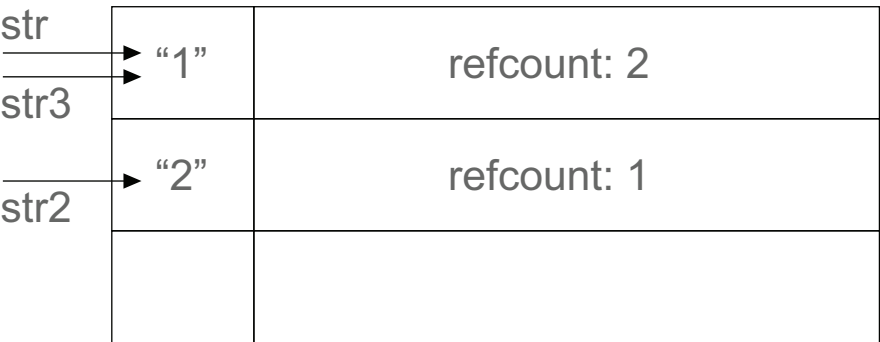 str
“1” refcount: 2
str3
“2” refcount: 1
str2